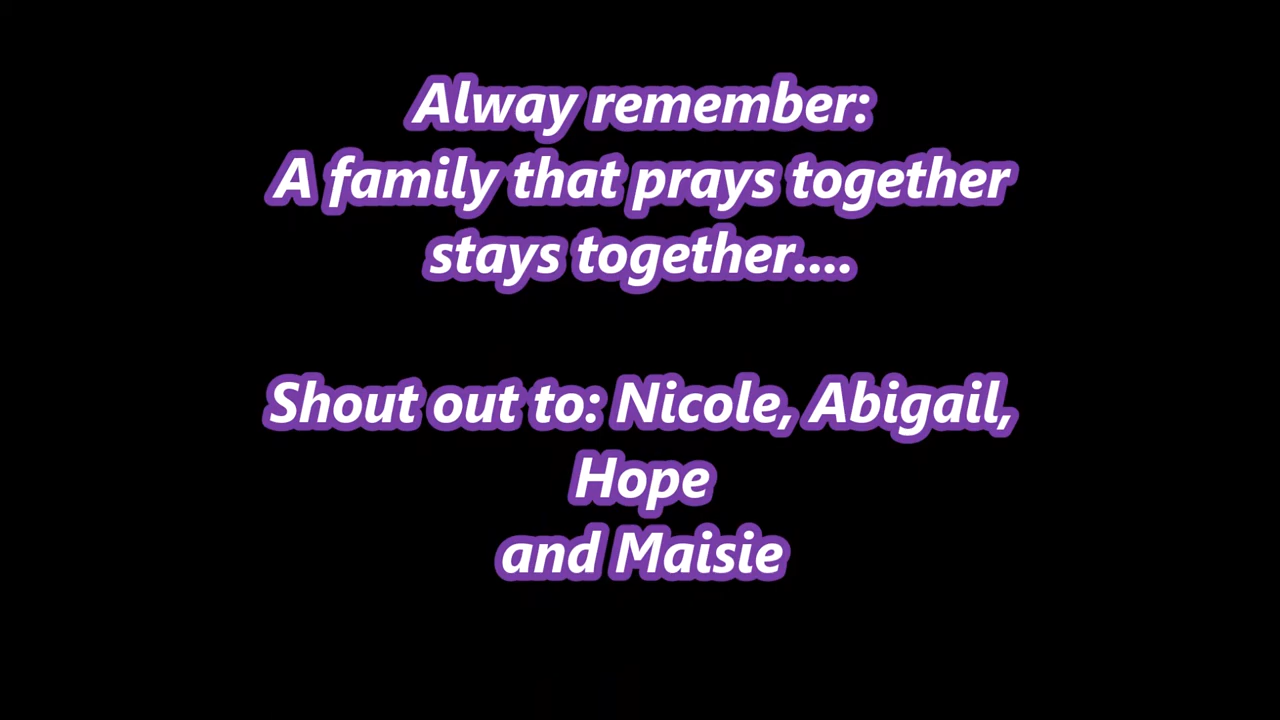 Alway remember:
A family that prays together
stays together....
Shout out to: Nicole, Abigail,
Hope
and Maisie